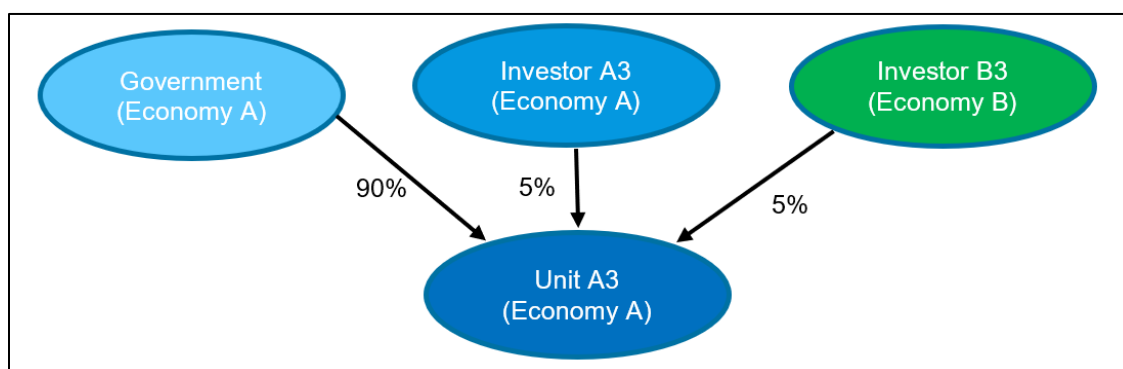 Government
(Economy A)
Investor A3
(Economy A)
Investor B3
(Economy B)
90%
5%
5%
Unit A3
(Economy A)